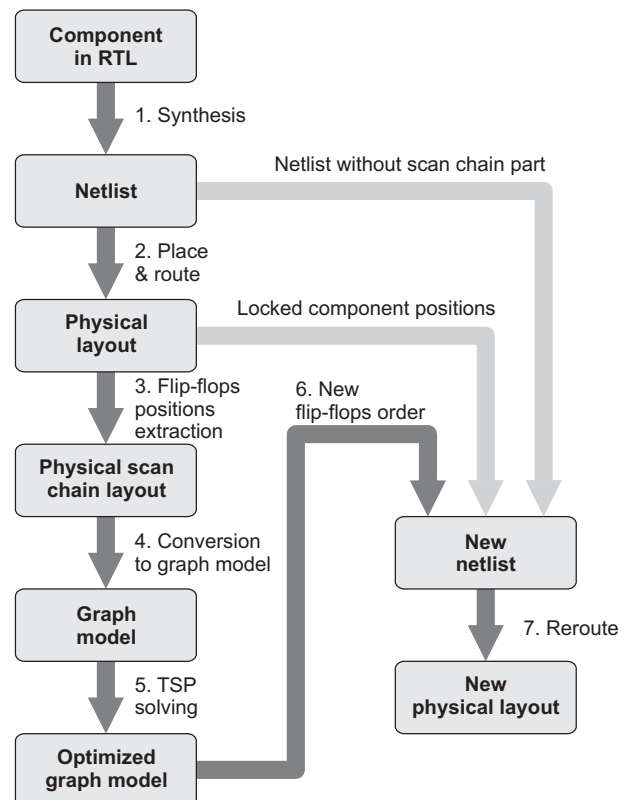 Component
in RTL
1. Synthesis
Netlist without scan chain part
Netlist
2. Place
& route
Locked component positions
Physical
layout
3. Flip-flops
positions
extraction
6. New
flip-flops order
Physical scan
chain layout
4. Conversion
to graph model
New
netlist
Graph
model
7. Reroute
5. TSP
solving
New
physical layout
Optimized
graph model